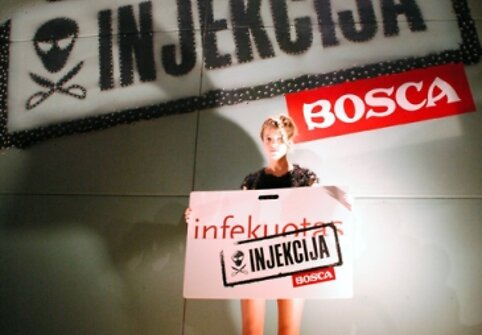 INJEKCIJA
BOSCA
infekuotas
INJEKCIJA
BOSCA